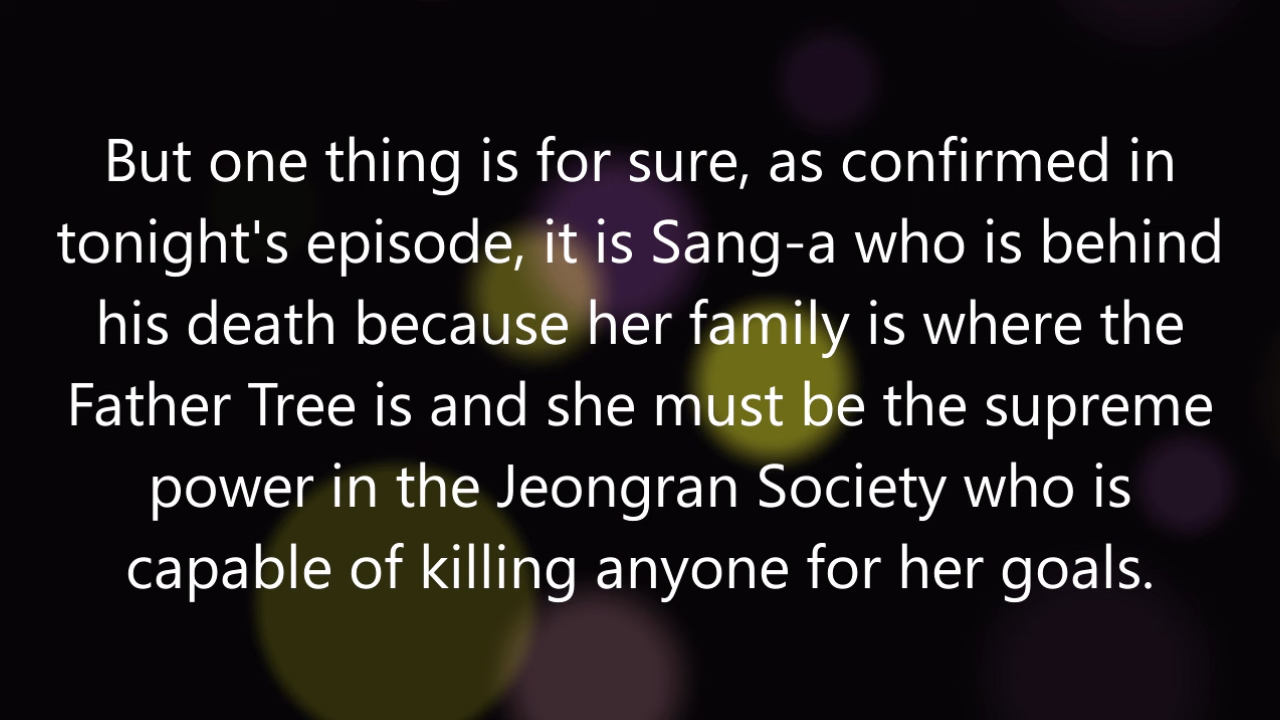 But one thing is for sure, as confirmed in
tonight's episode, it is Sang-a who is behind
his death because her family is where the
Father Tree is and she must be the supreme
power in the Jeongran Society who is
capable of killing anyone for her goals.